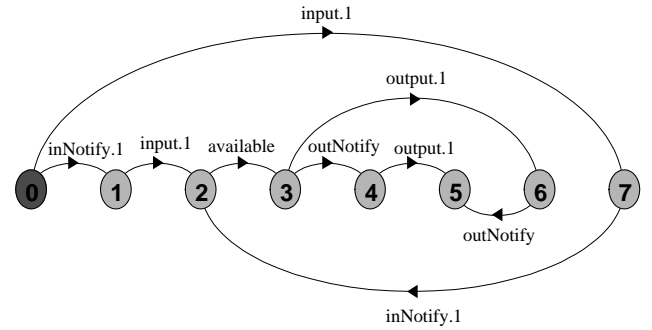 input.1
output.1
inNotify.1
input.1
available
outNotify
output.1
0
1
2
3
4
5
6
7
outNotify
inNotify.1